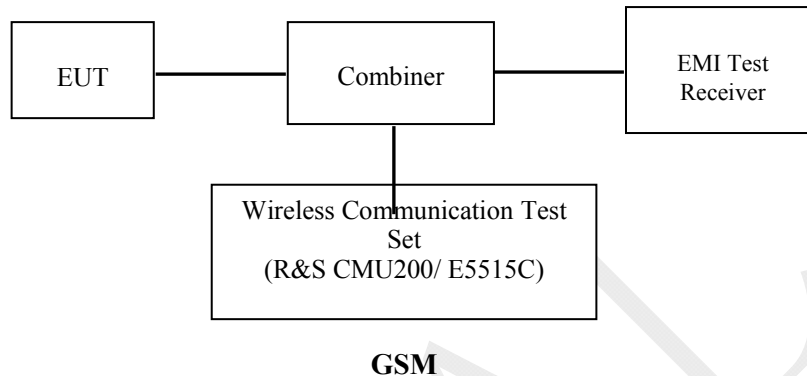 EUT
Combiner
EMI Test
Receiver
Wireless Communication Test
Set
(R&S CMU200/ E5515C)
GSM